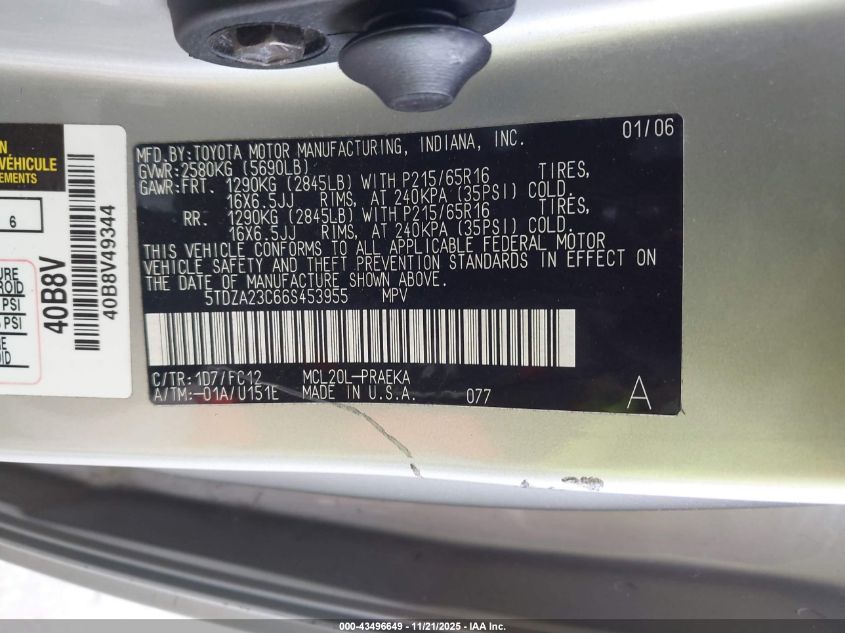 MFD.BY:TOYOTA MOTOR MANUFACTURING, INDIANA, INC. 01/06
GVWR:2580KG (5690LB)
GAWR:FRT. 1290KG (2845LB) WITH P215/65R16 TIRES,
16X6.5JJ RIMS, AT 240KPA (35PSI) COLD.
RR. 1290KG (2845LB) WITH P215/65R16 TIRES,
16X6.5JJ RIMS, AT 240KPA (35PSI) COLD.
THIS VEHICLE CONFORMS TO ALL APPLICABLE FEDERAL MOTOR
VEHICLE SAFETY AND THEFT PREVENTION STANDARDS IN EFFECT ON
THE DATE OF MANUFACTURE SHOWN ABOVE.
5TDZA23C66S453955 MPV
C/TR:1D7/FC12 MCL20L-PRAEKA
A/TM:-01A/U151E MADE IN U.S.A. 077 A
VÉHICULE
6
PSI
PSI
40B8V
40B8V49344
000-43496649 - 11/21/2025 - IAA Inc.